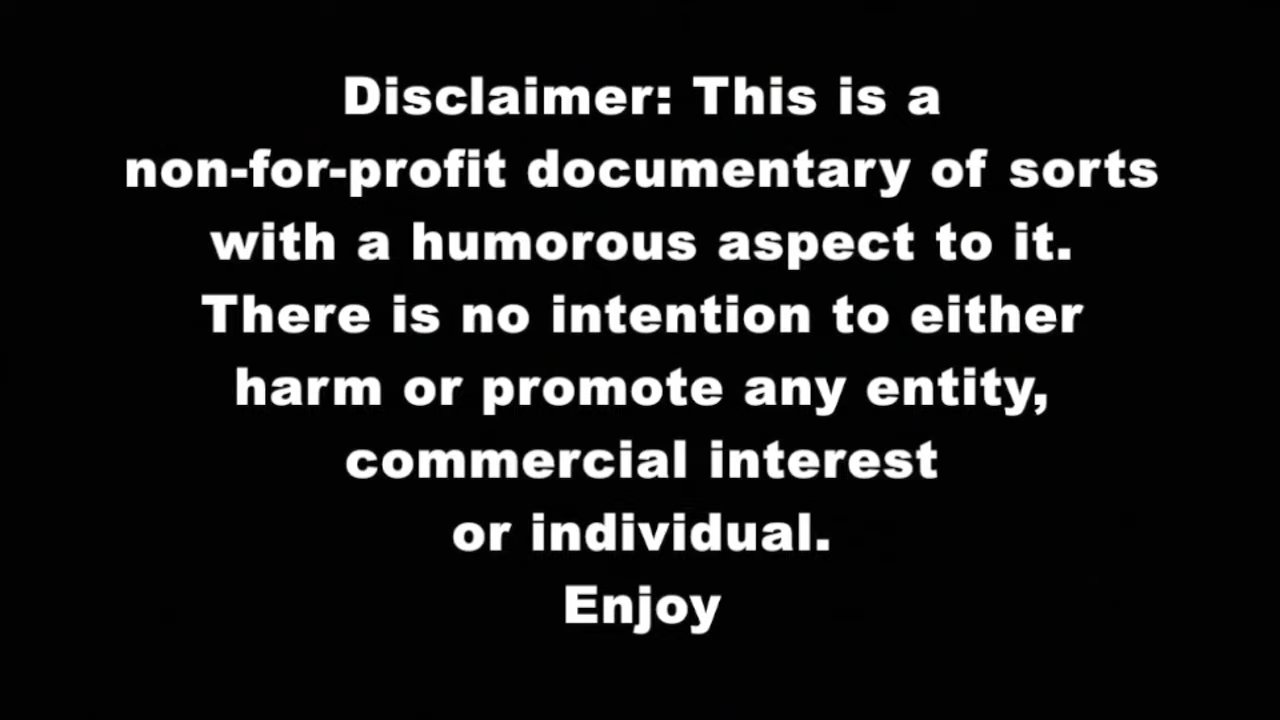 Disclaimer: This is a
non-for-profit documentary of sorts
with a humorous aspect to it.
There is no intention to either
harm or promote any entity,
commercial interest
or individual.
Enjoy